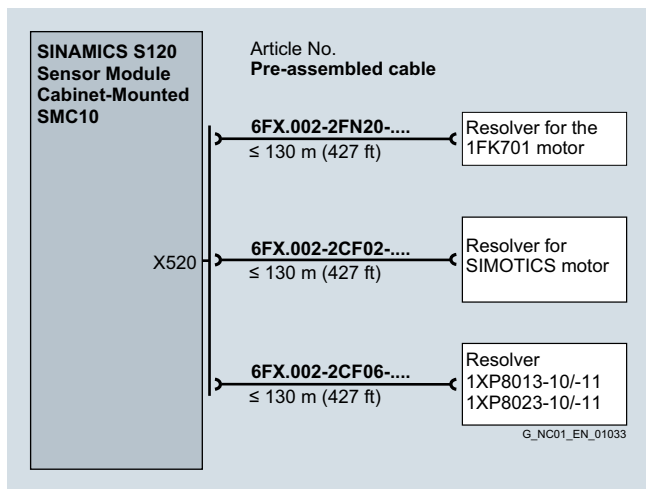 SINAMICS S120
Sensor Module
Cabinet-Mounted
SMC10
Article No.
Pre-assembled cable
6FX.002-2FN20-....
≤ 130 m (427 ft)
Resolver for the
1FK701 motor
X520
6FX.002-2CF02-....
≤ 130 m (427 ft)
Resolver for
SIMOTICS motor
6FX.002-2CF06-....
≤ 130 m (427 ft)
Resolver
1XP8013-10/-11
1XP8023-10/-11
G_NC01_EN_01033